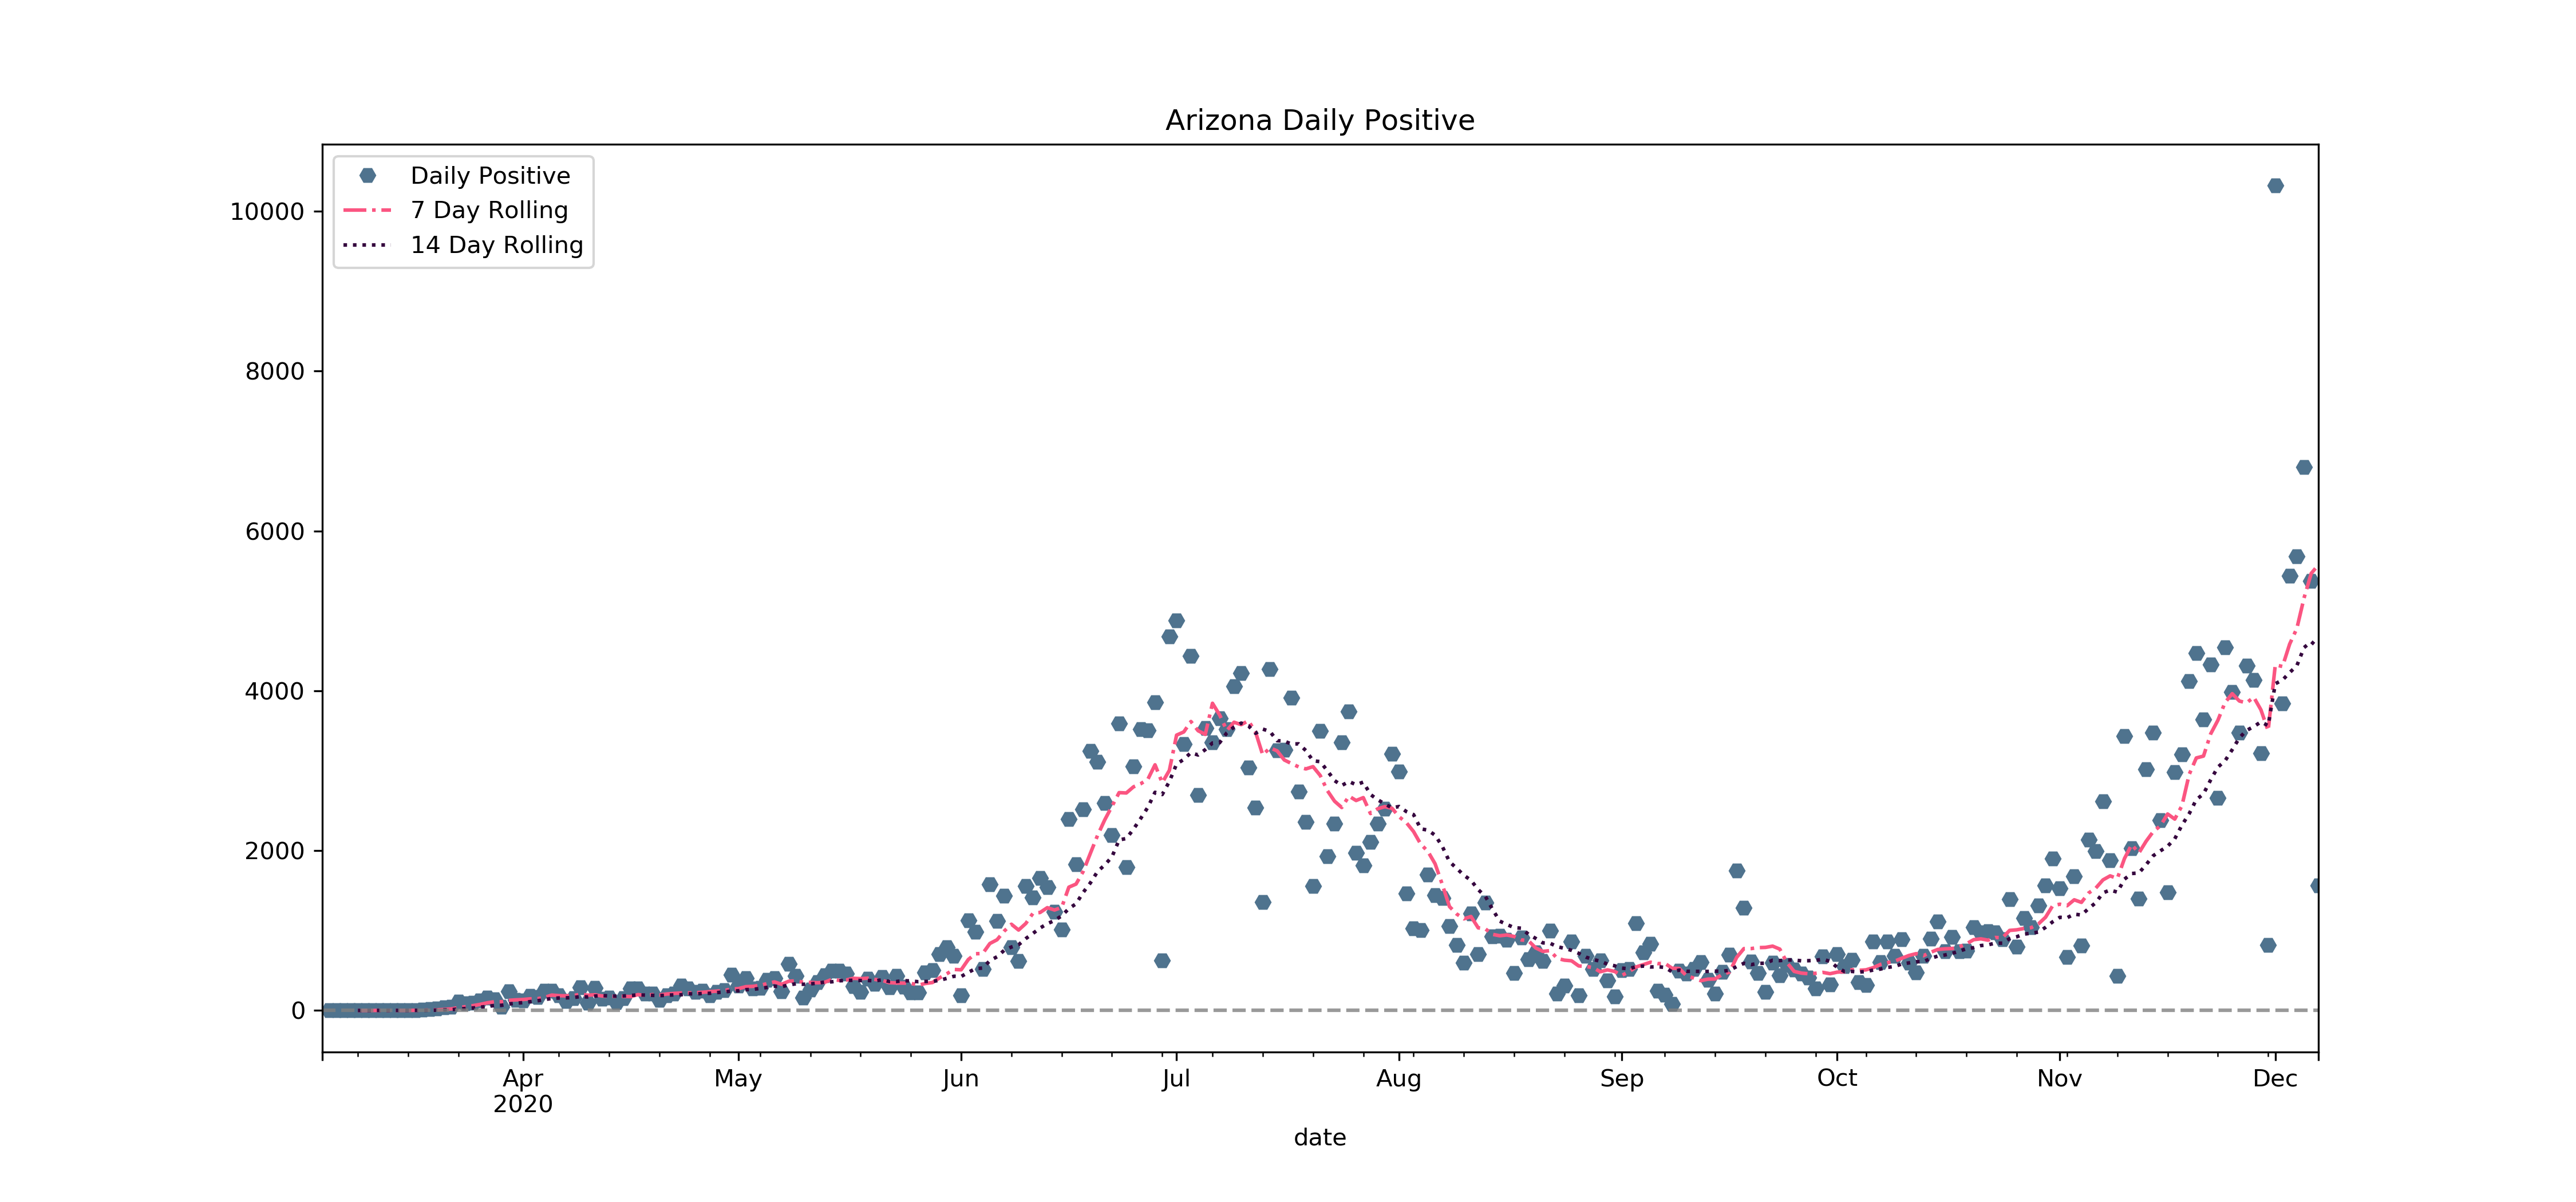 Arizona Daily Positive
Daily Positive
7 Day Rolling
14 Day Rolling
10000
8000
6000
4000
2000
0
Apr May Jun Jul Aug Sep Oct Nov Dec
2020
date